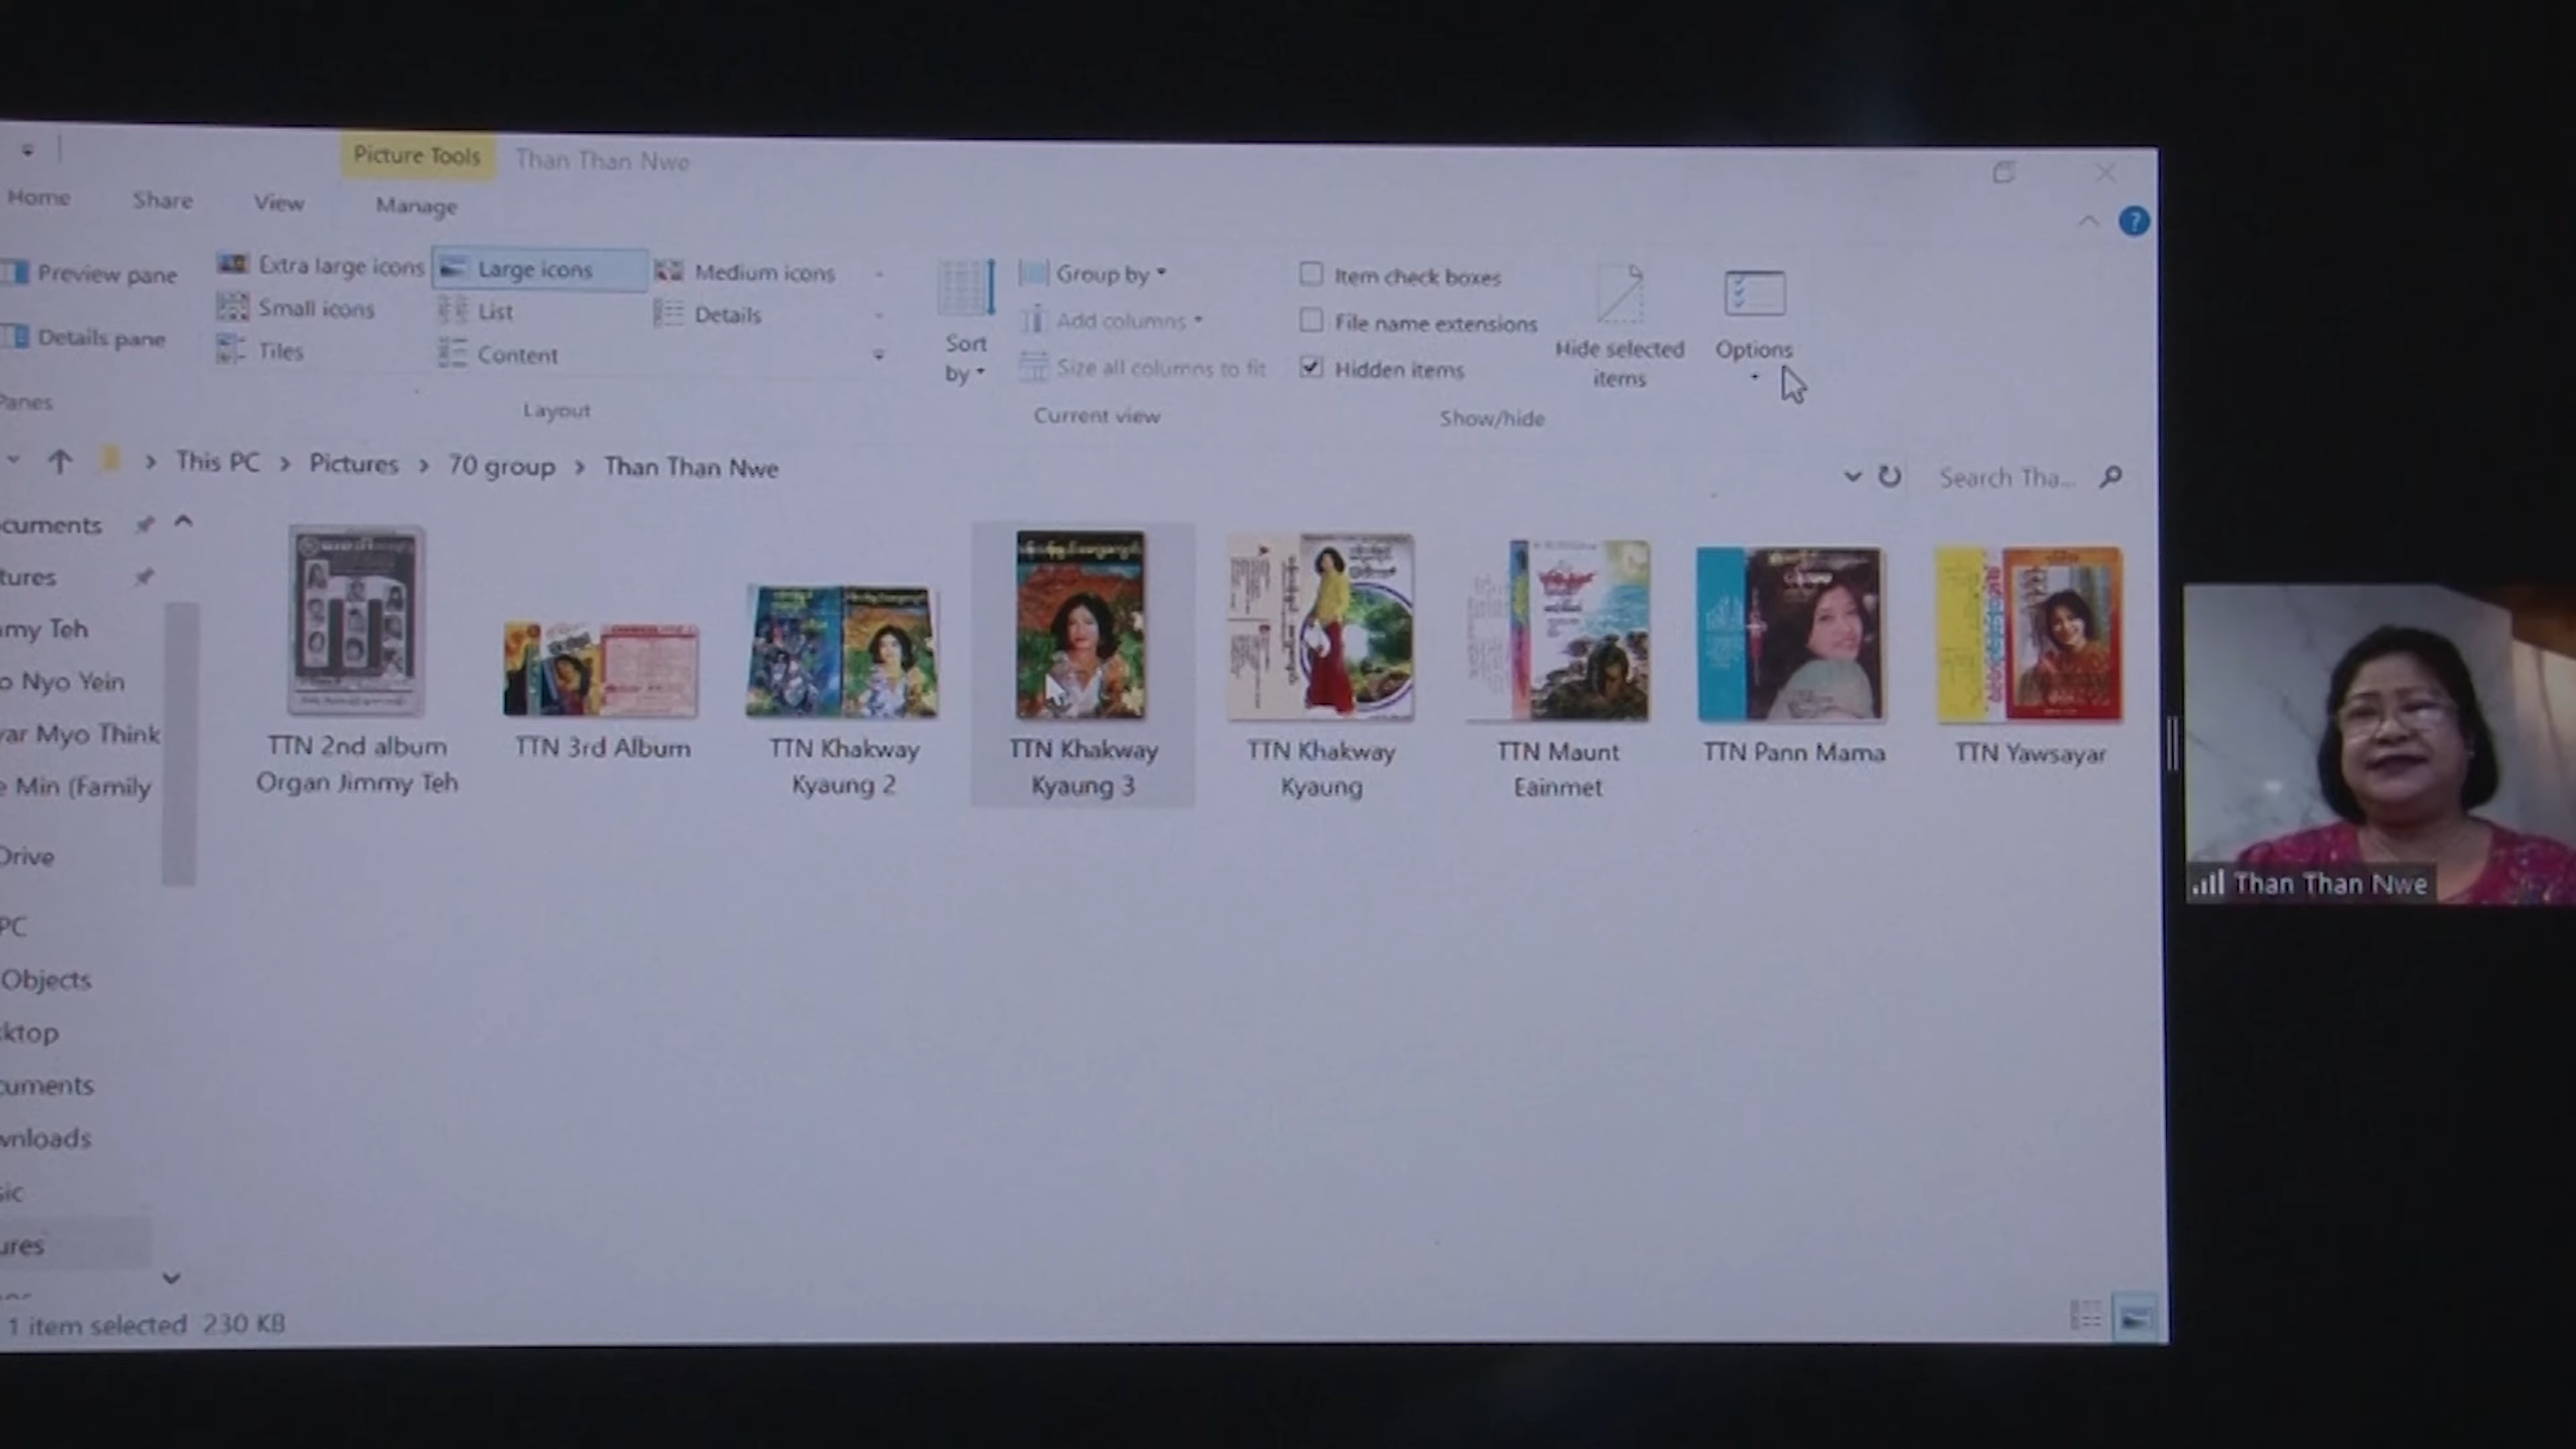 Picture Tools Than Than Nwe
Home Share View Manage
Preview pane
Details pane
Panes
Extra large icons Large icons Medium icons
Small icons List Details
Tiles Content
Layout
Sort
by
Group by
Add columns
Size all columns to fit
Current view
Item check boxes
File name extensions
Hidden items
Hide selected
items
Options
Show/hide
This PC > Pictures > 70 group > Than Than Nwe
Search Tha...
cuments
tures
my Teh
o Nyo Yein
var Myo Think
e Min (Family
Drive
PC
Objects
ktop
cuments
wnloads
sic
ures
TTN 2nd album
Organ Jimmy Teh
TTN 3rd Album
TTN Khakway
Kyaung 2
TTN Khakway
Kyaung 3
TTN Khakway
Kyaung
TTN Maunt
Eainmet
TTN Pann Mama
TTN Yawsayar
Than Than Nwe
1 item selected 230 KB